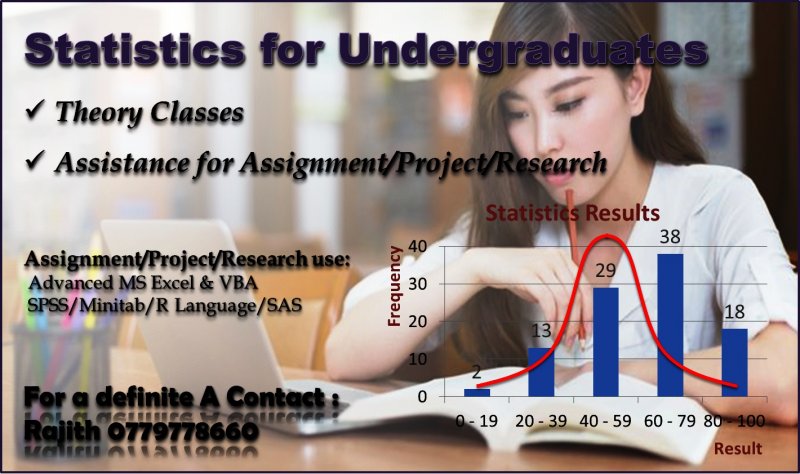 Statistics for Undergraduates
✓ Theory Classes
✓ Assistance for Assignment/Project/Research
Assignment/Project/Research use:
Advanced MS Excel & VBA
SPSS/Minitab/R Language/SAS
For a definite A Contact :
Rajith 0779778660
Statistics Results
Frequency
40
30
20
10
0
2
13
29
38
18
0 - 19 20 - 39 40 - 59 60 - 79 80 - 100
Result